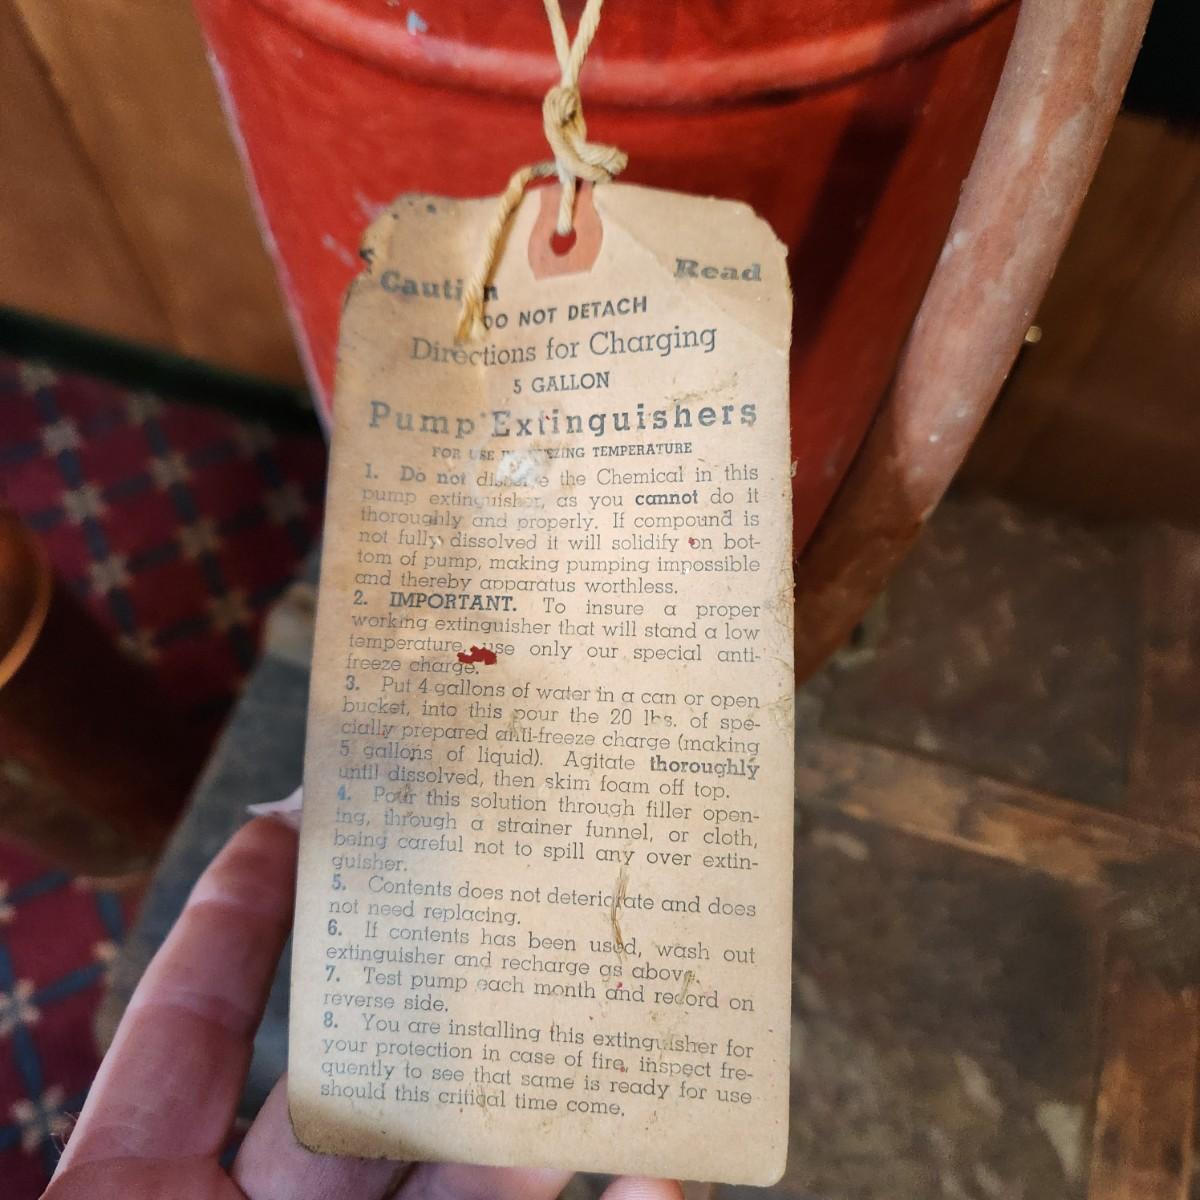 Caution Read
DO NOT DETACH
Directions for Charging
5 GALLON
Pump Extinguishers
FOR USE IN FREEZING TEMPERATURE
1. Do not dissolve the Chemical in this
pump extinguisher, as you cannot do it
thoroughly and properly. If compound is
not fully dissolved it will solidify on bot-
tom of pump, making pumping impossible
and thereby apparatus worthless.
2. IMPORTANT. To insure a proper
working extinguisher that will stand a low
temperature, use only our special anti-
freeze charge.
3. Put 4 gallons of water in a can or open
bucket, into this pour the 20 lbs. of spe-
cially prepared anti-freeze charge (making
5 gallons of liquid). Agitate thoroughly
until dissolved, then skim foam off top.
4. Pour this solution through filler open-
ing, through a strainer funnel, or cloth,
being careful not to spill any over extin-
guisher.
5. Contents does not deteriorate and does
not need replacing.
6. If contents has been used, wash out
extinguisher and recharge as above.
7. Test pump each month and record on
reverse side.
8. You are installing this extinguisher for
your protection in case of fire, inspect fre-
quently to see that same is ready for use
should this critical time come.